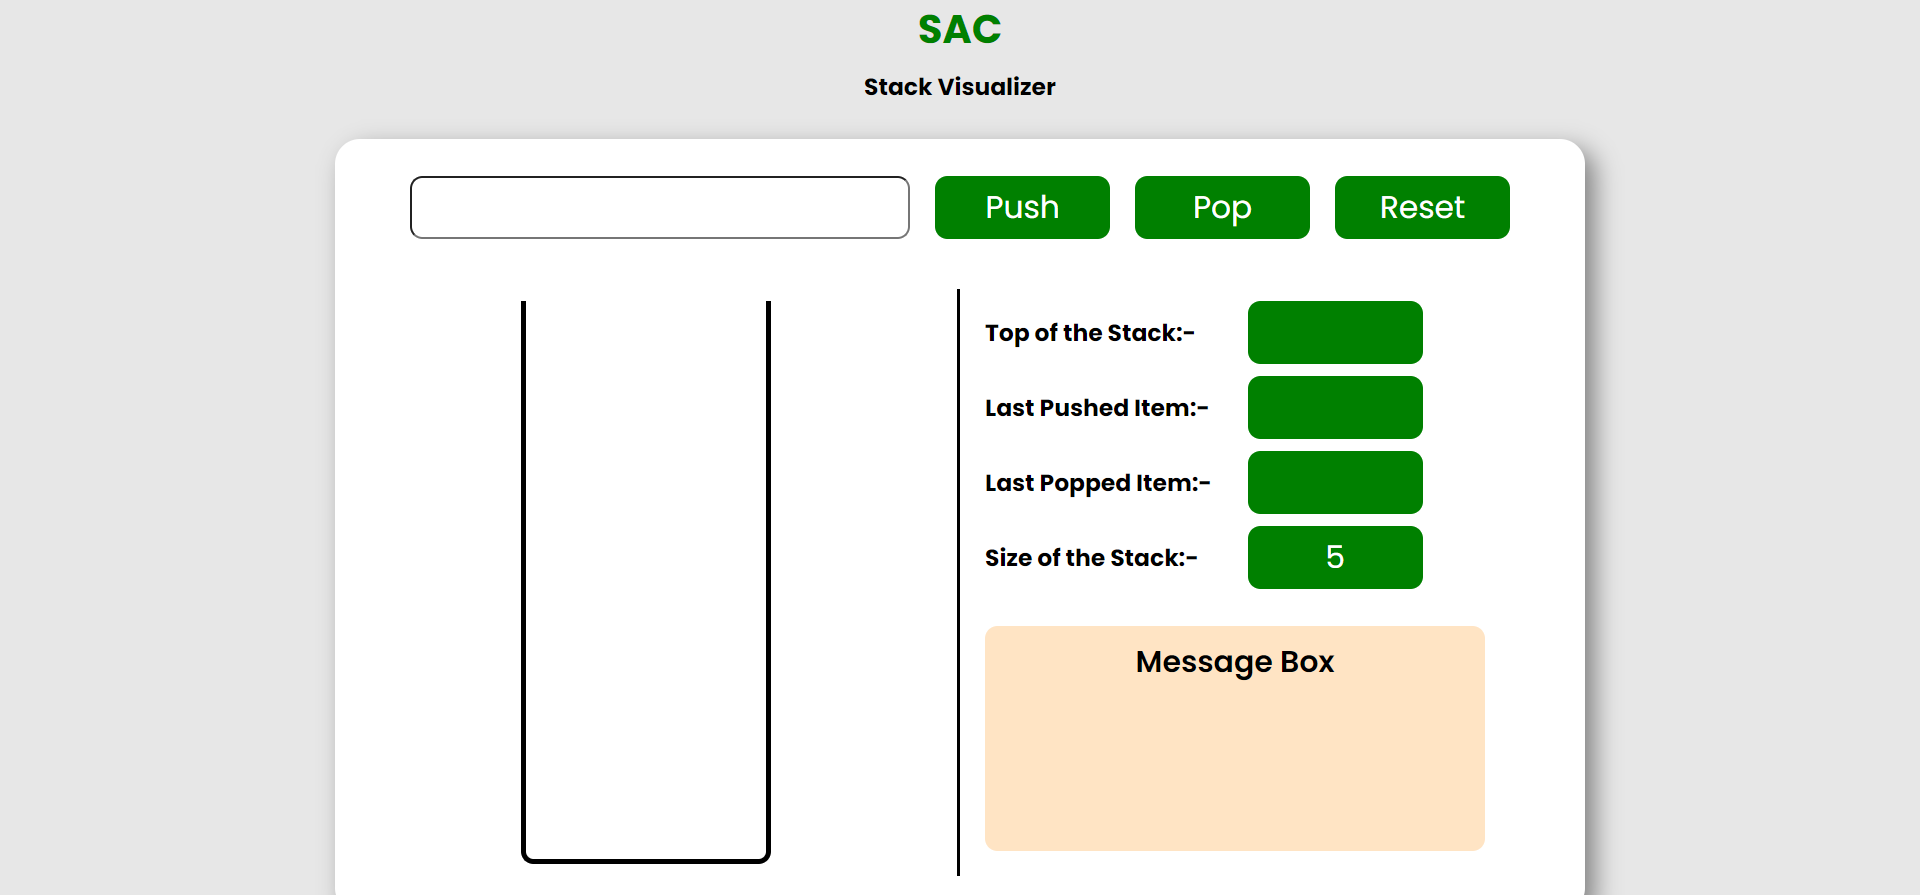 SAC
Stack Visualizer
Push Pop Reset
Top of the Stack:-
Last Pushed Item:-
Last Popped Item:-
Size of the Stack:- 5
Message Box